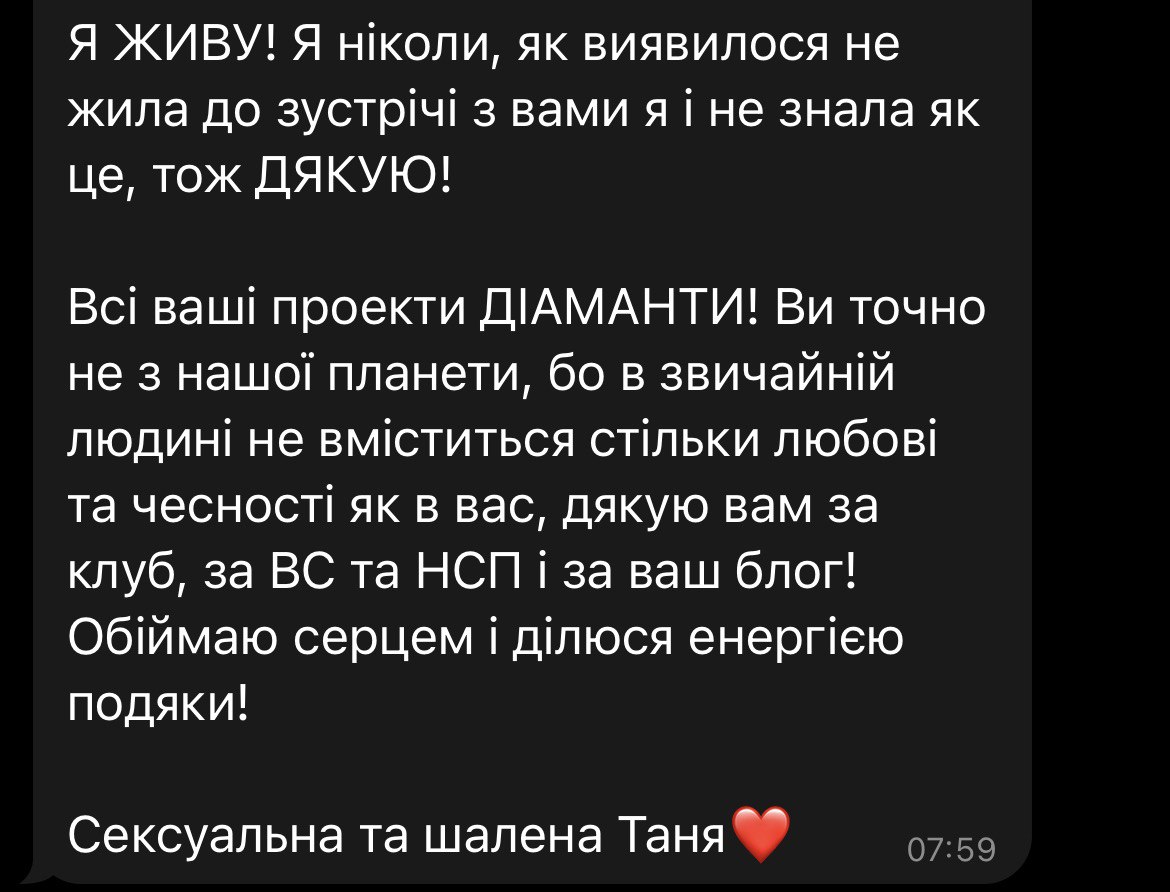 Я ЖИВУ! Я ніколи, як виявилося не
жила до зустрічі з вами я і не знала як
це, тож ДЯКУЮ!
Всі ваші проекти ДІАМАНТИ! Ви точно
не з нашої планети, бо в звичайній
людині не вміститься стільки любові
та чесності як в вас, дякую вам за
клуб, за ВС та НСП і за ваш блог!
Обіймаю серцем і ділюся енергією
подяки!
Сексуальна та шалена Таня❤️
07:59